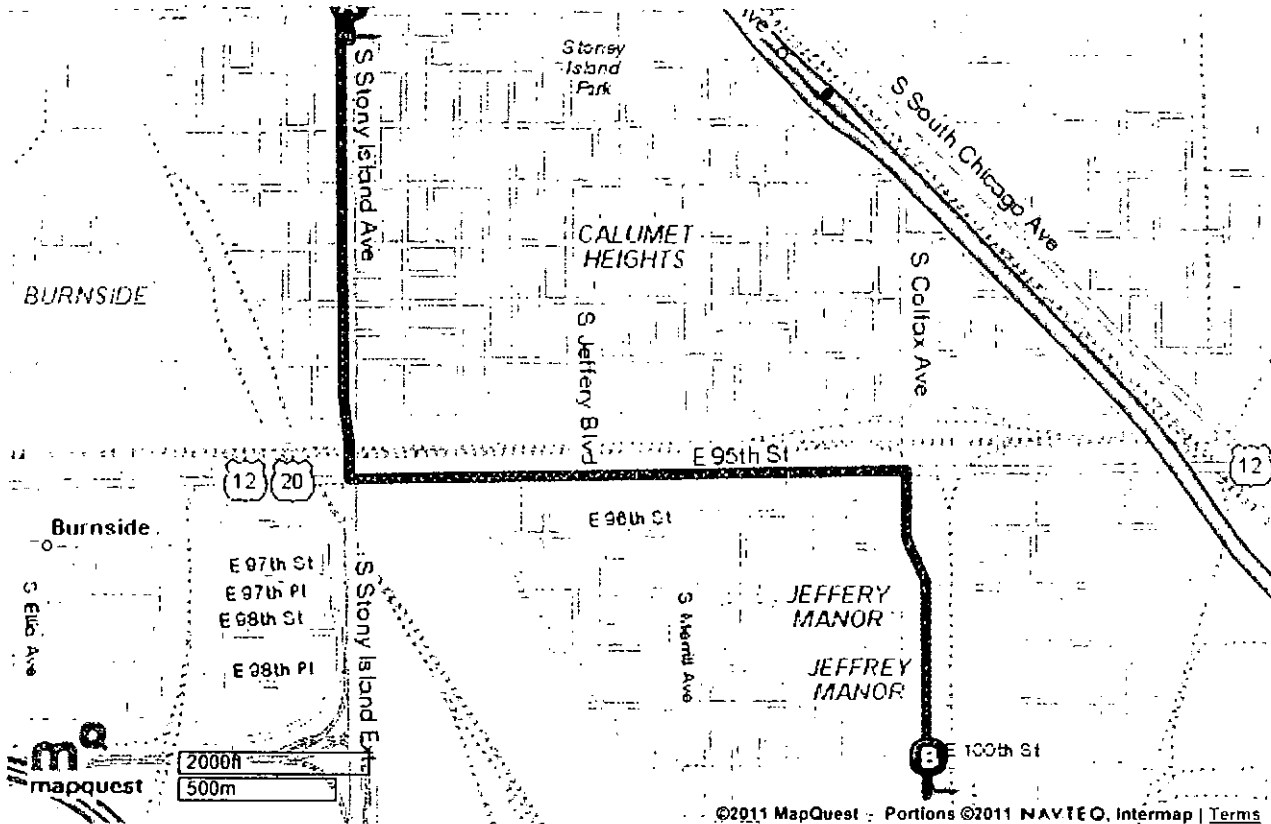 Stoney
Island
Park
S Stony Island Ave
S South Chicago Ave
CALUMET
HEIGHTS
BURNSIDE
S Jeffery Blvd
S Colfax Ave
E 95th St
12
20
12
Burnside
E 96th St
E 97th St
E 97th Pl
E 98th St
E 98th Pl
S Ellis Ave
S Stony Island Ext.
S Merrill Ave
JEFFERY
MANOR
JEFFREY
MANOR
B
E 100th St
mQ
mapquest
2000ft
500m
©2011 MapQuest - Portions ©2011 NAVTEQ, Intermap | Terms